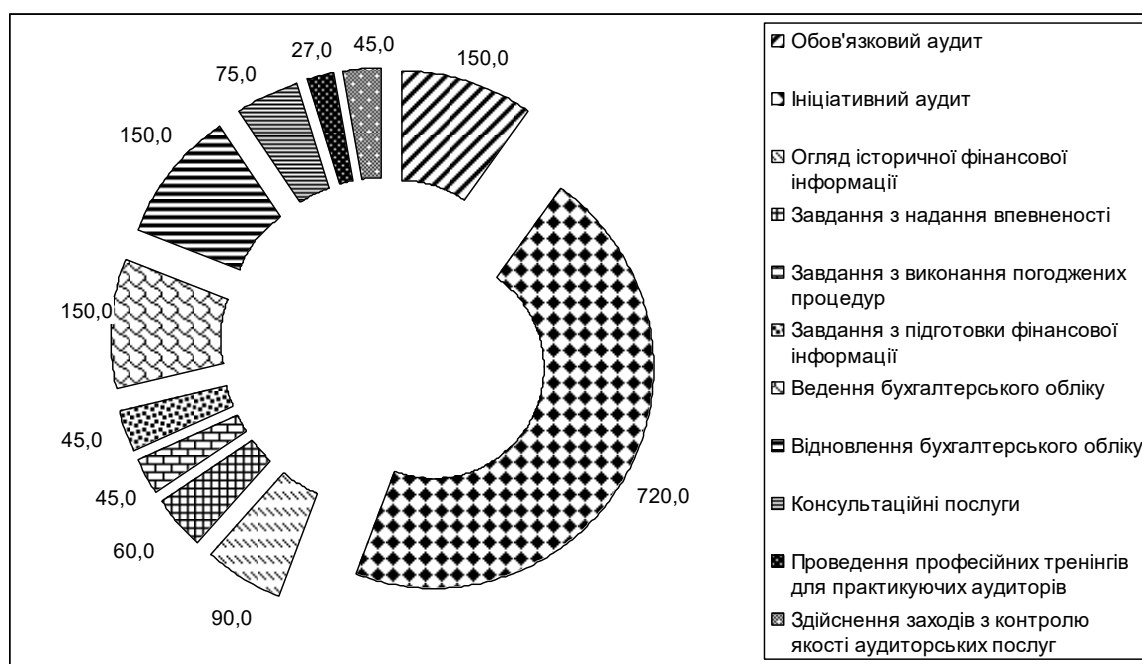 27,0
45,0
150,0
75,0
150,0
150,0
45,0
45,0
60,0
90,0
720,0
Обов'язковий аудит
Ініціативний аудит
Огляд історичної фінансової
інформації
Завдання з надання впевненості
Завдання з виконання погоджених
процедур
Завдання з підготовки фінансової
інформації
Ведення бухгалтерського обліку
Відновлення бухгалтерського обліку
Консультаційні послуги
Проведення професійних тренінгів
для практикуючих аудиторів
Здійснення заходів з контролю
якості аудиторських послуг